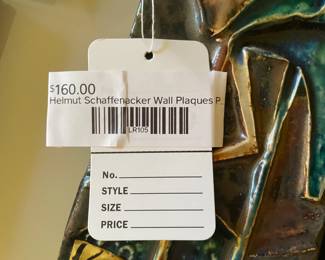 $160.00
Helmut Schaffenacker Wall Plaques P.
LR105
No.
STYLE
SIZE
PRICE